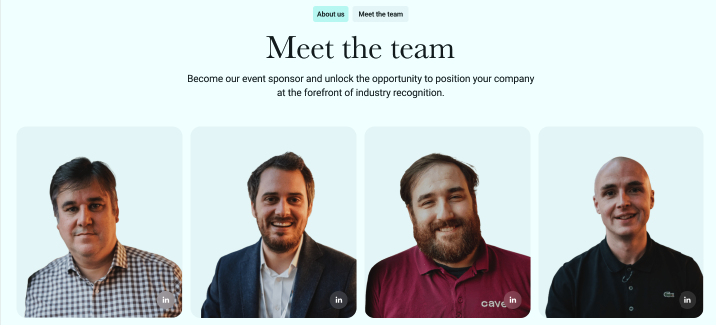 About us
Meet the team
Meet the team
Become our event sponsor and unlock the opportunity to position your company
at the forefront of industry recognition.
in
in
cave
in
in